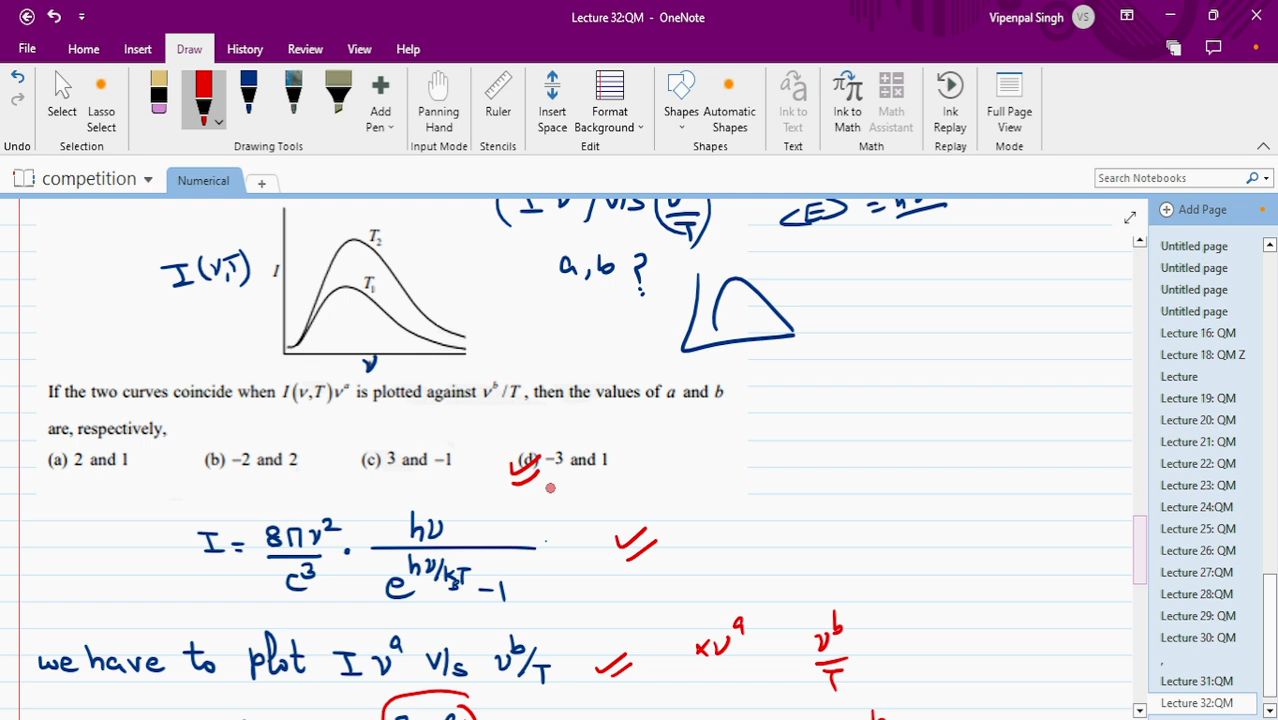 Lecture 32:QM - OneNote
Vipenpal Singh VS
File Home Insert Draw History Review View Help
Select Lasso Select Add Pen Panning Hand Ruler Insert Space Format Background Shapes Automatic Shapes Ink to Text Ink to Math Math Assistant Ink Replay Full Page View
Undo Selection Drawing Tools Input Mode Stencils Edit Shapes Text Math Replay Mode
competition Numerical + Search Notebooks
Add Page
Untitled page
Untitled page
Untitled page
Untitled page
Lecture 16: QM
Lecture 18: QM Z
Lecture
Lecture 19: QM
Lecture 20: QM
Lecture 21: QM
Lecture 22: QM
Lecture 23: QM
Lecture 24:QM
Lecture 25: QM
Lecture 26: QM
Lecture 27:QM
Lecture 28:QM
Lecture 29: QM
Lecture 30: QM
,
Lecture 31:QM
Lecture 32:QM
V/S
T
<E> =
I(ν,T) I T₂
T₁
ν
a, b ?
If the two curves coincide when I(ν,T)νᵃ is plotted against νᵇ/T, then the values of a and b
are, respectively,
(a) 2 and 1 (b) −2 and 2 (c) 3 and −1 (d) −3 and 1
I = 8πν²/c³ · hν/(e^(hν/k_BT) − 1)
we have to plot I νᵃ V/s νᵇ/T ×νᵃ νᵇ/T